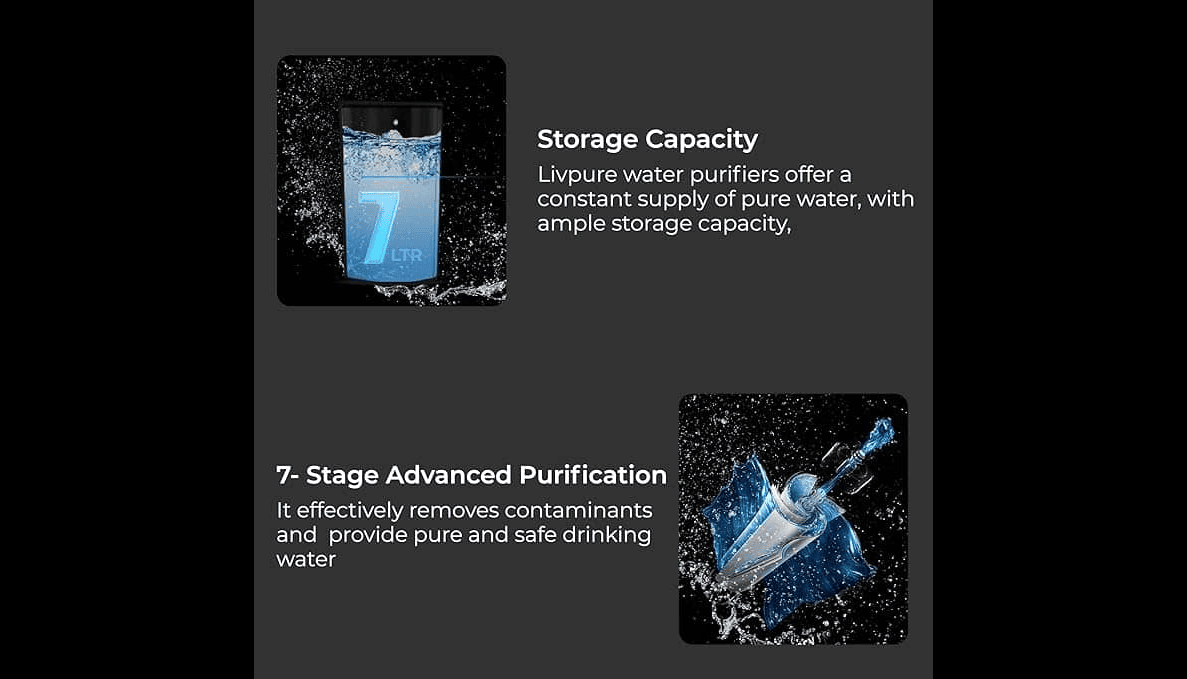 7
LTR
Storage Capacity
Livpure water purifiers offer a
constant supply of pure water, with
ample storage capacity,
7- Stage Advanced Purification
It effectively removes contaminants
and  provide pure and safe drinking
water